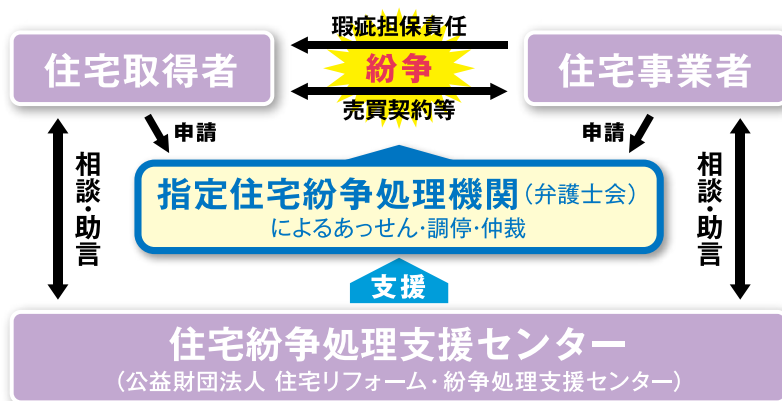 瑕疵担保責任
住宅取得者
紛争
住宅事業者
売買契約等
申請
申請
相談・助言
指定住宅紛争処理機関(弁護士会)
によるあっせん・調停・仲裁
相談・助言
支援
住宅紛争処理支援センター
(公益財団法人 住宅リフォーム・紛争処理支援センター)